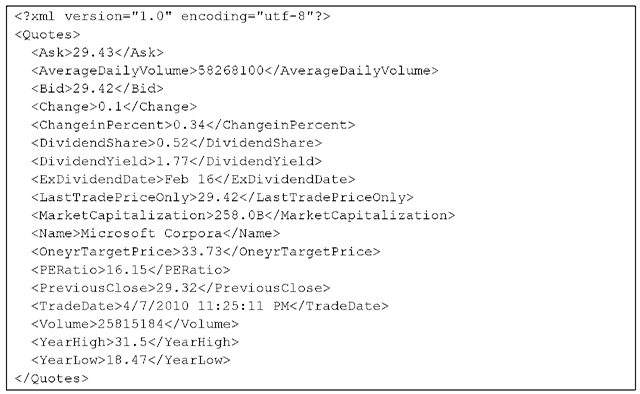 <?xml version="1.0" encoding="utf-8"?>
<Quotes>
<Ask>29.43</Ask>
<AverageDailyVolume>58268100</AverageDailyVolume>
<Bid>29.42</Bid>
<Change>0.1</Change>
<ChangeinPercent>0.34</ChangeinPercent>
<DividendShare>0.52</DividendShare>
<DividendYield>1.77</DividendYield>
<ExDividendDate>Feb 16</ExDividendDate>
<LastTradePriceOnly>29.42</LastTradePriceOnly>
<MarketCapitalization>258.0B</MarketCapitalization>
<Name>Microsoft Corpora</Name>
<OneyrTargetPrice>33.73</OneyrTargetPrice>
<PERatio>16.15</PERatio>
<PreviousClose>29.32</PreviousClose>
<TradeDate>4/7/2010 11:25:11 PM</TradeDate>
<Volume>25815184</Volume>
<YearHigh>31.5</YearHigh>
<YearLow>18.47</YearLow>
</Quotes>